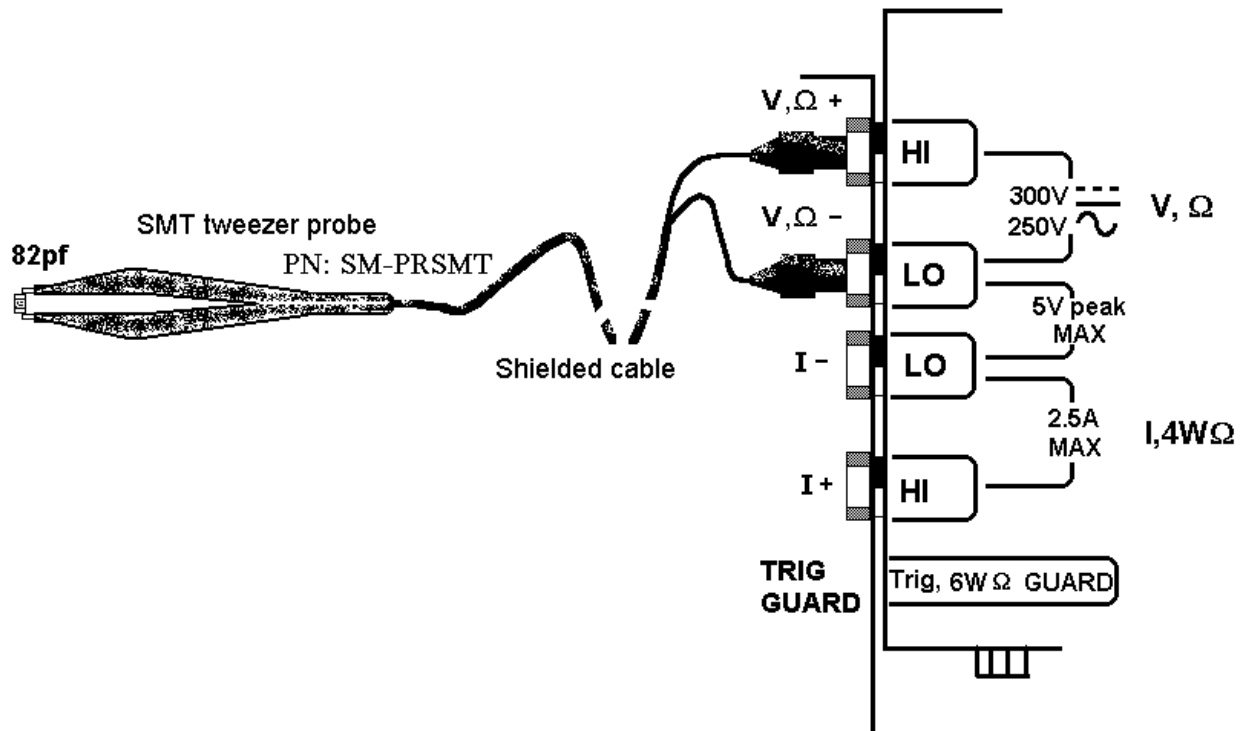 V,Ω +
HI
300V
250V
V, Ω
V,Ω −
SMT tweezer probe
82pf
PN: SM-PRSMT
LO
5V peak
MAX
Shielded cable
I −
LO
2.5A
MAX
I,4WΩ
I +
HI
TRIG
GUARD
Trig, 6W Ω GUARD